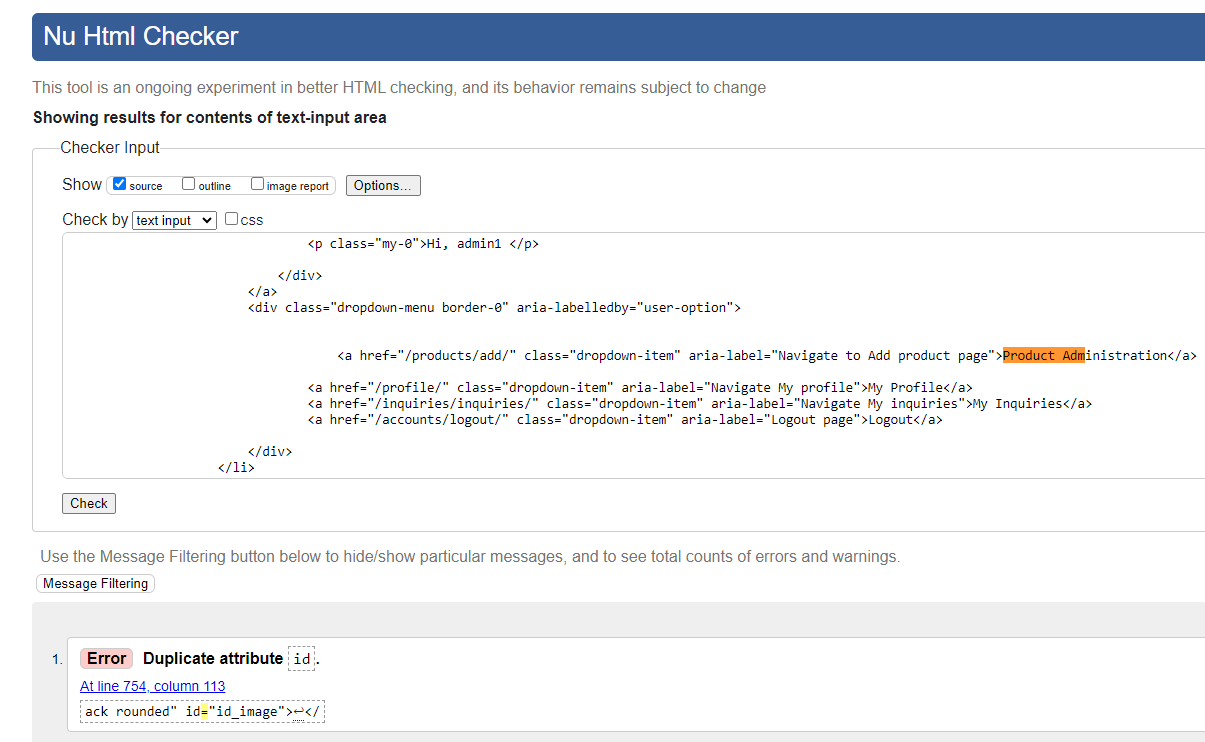 Nu Html Checker
This tool is an ongoing experiment in better HTML checking, and its behavior remains subject to change
Showing results for contents of text-input area
Checker Input
Show source outline image report Options...
Check by text input css
<p class="my-0">Hi, admin1 </p>
</div>
</a>
<div class="dropdown-menu border-0" aria-labelledby="user-option">
<a href="/products/add/" class="dropdown-item" aria-label="Navigate to Add product page">Product Administration</a>
<a href="/profile/" class="dropdown-item" aria-label="Navigate My profile">My Profile</a>
<a href="/inquiries/inquiries/" class="dropdown-item" aria-label="Navigate My inquiries">My Inquiries</a>
<a href="/accounts/logout/" class="dropdown-item" aria-label="Logout page">Logout</a>
</div>
</li>
Check
Use the Message Filtering button below to hide/show particular messages, and to see total counts of errors and warnings.
Message Filtering
1. Error Duplicate attribute id.
At line 754, column 113
ack rounded" id="id_image">↩</